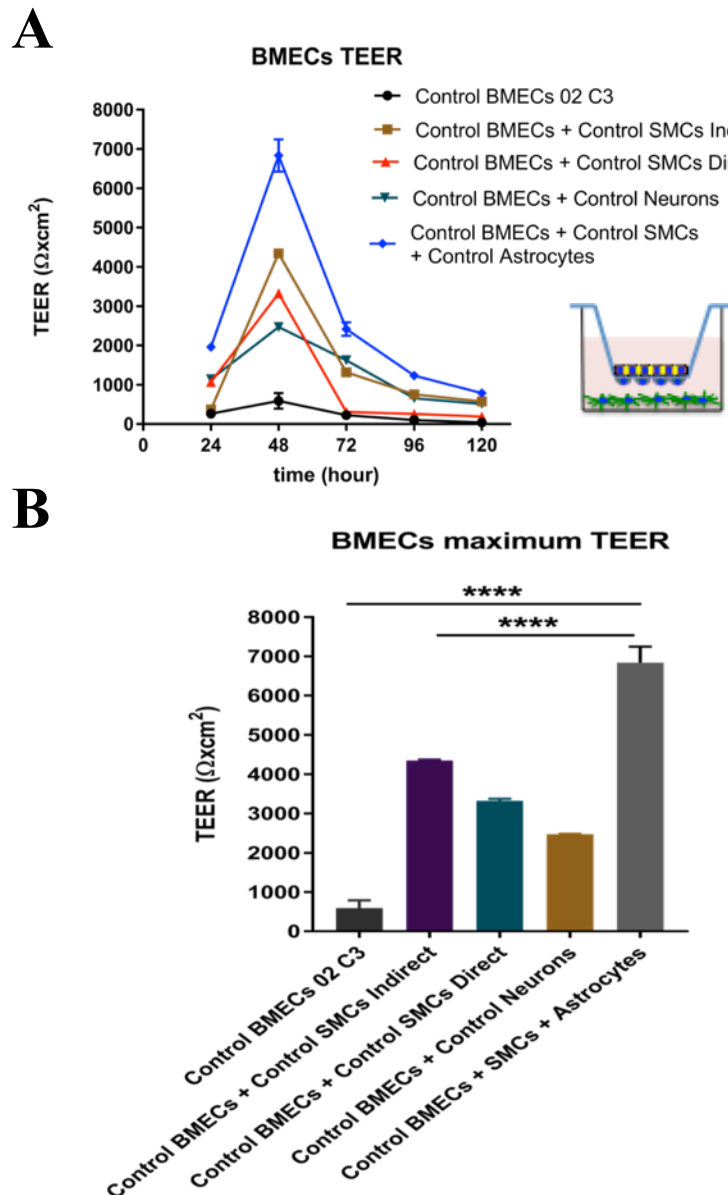 A
BMECs TEER
Control BMECs 02 C3
Control BMECs + Control SMCs In
Control BMECs + Control SMCs Di
Control BMECs + Control Neurons
Control BMECs + Control SMCs
+ Control Astrocytes
TEER (Ωxcm²)
8000
7000
6000
5000
4000
3000
2000
1000
0
0 24 48 72 96 120
time (hour)
B
BMECs maximum TEER
****
****
TEER (Ωxcm²)
8000
7000
6000
5000
4000
3000
2000
1000
0
Control BMECs 02 C3
Control BMECs + Control SMCs Indirect
Control BMECs + Control SMCs Direct
Control BMECs + Control Neurons
Control BMECs + SMCs + Astrocytes